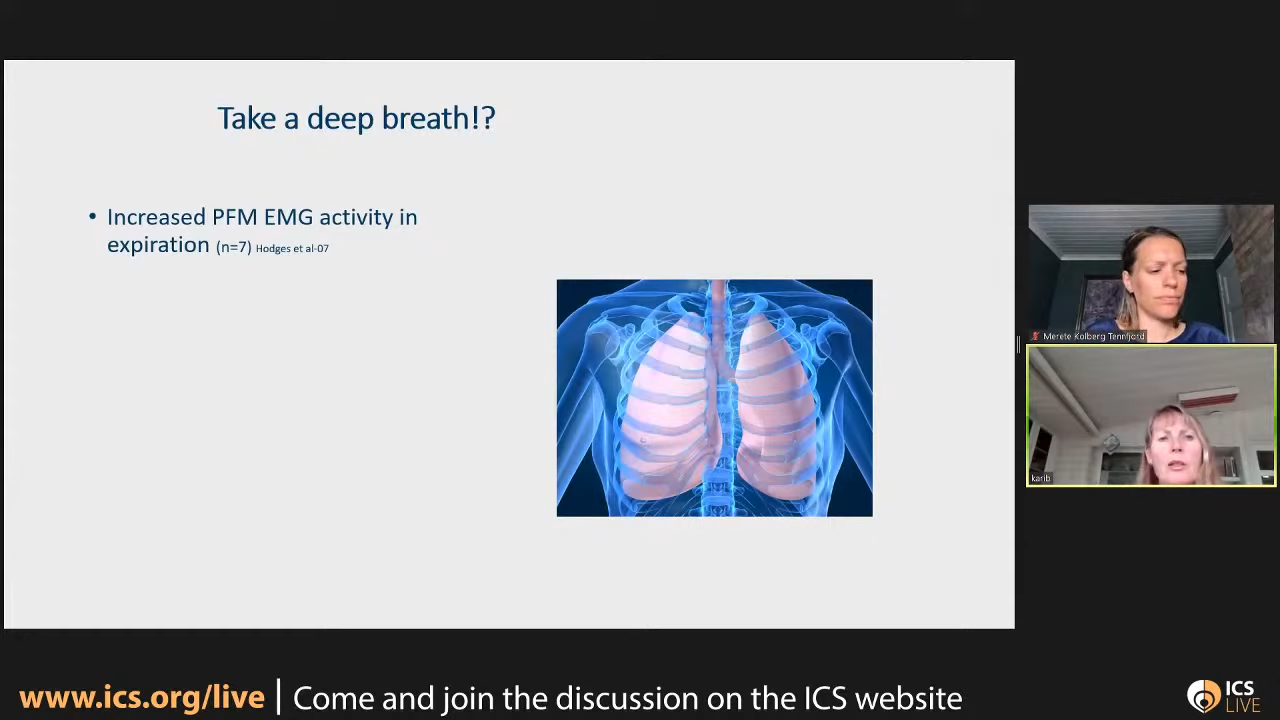 Take a deep breath!?
• Increased PFM EMG activity in
expiration (n=7) Hodges et al-07
Merete Kolberg Tennfjord
karib
www.ics.org/live | Come and join the discussion on the ICS website
ICS
LIVE